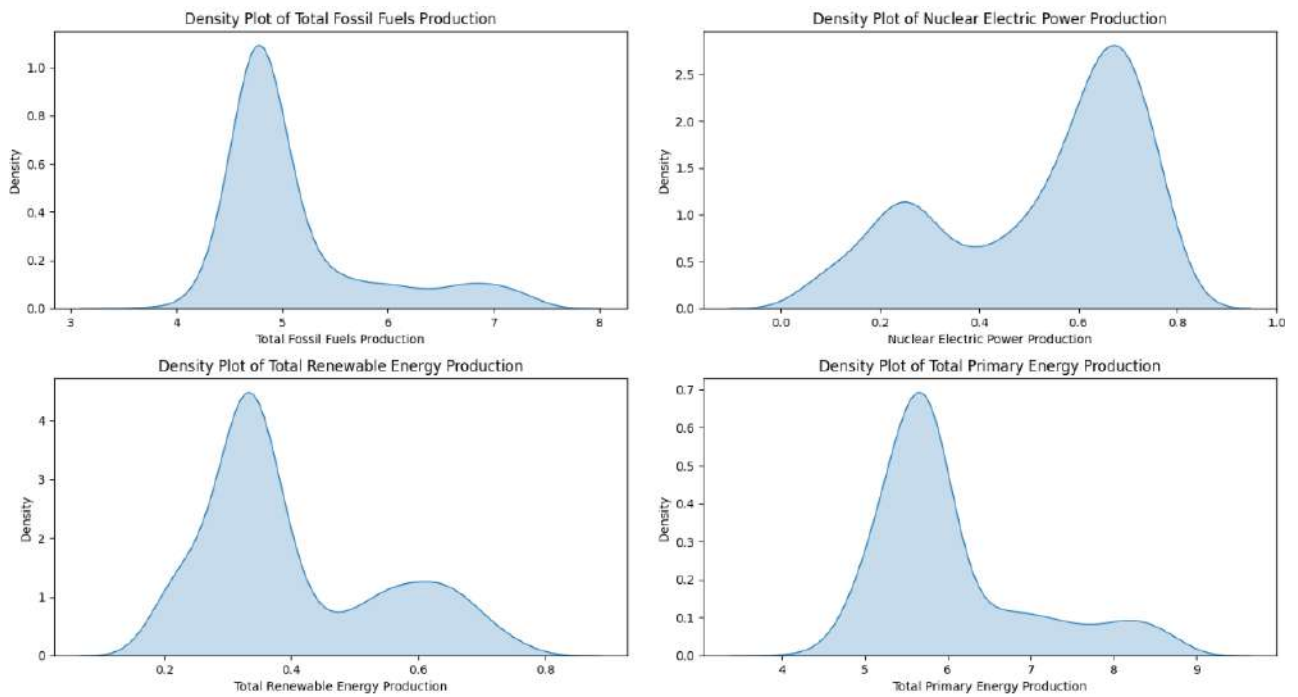 Density Plot of Total Fossil Fuels Production
1.0
0.8
0.6
0.4
0.2
0.0
Density
3 4 5 6 7 8
Total Fossil Fuels Production
Density Plot of Nuclear Electric Power Production
2.5
2.0
1.5
1.0
0.5
0.0
Density
0.0 0.2 0.4 0.6 0.8 1.0
Nuclear Electric Power Production
Density Plot of Total Renewable Energy Production
4
3
2
1
0
Density
0.2 0.4 0.6 0.8
Total Renewable Energy Production
Density Plot of Total Primary Energy Production
0.7
0.6
0.5
0.4
0.3
0.2
0.1
0.0
Density
4 5 6 7 8 9
Total Primary Energy Production